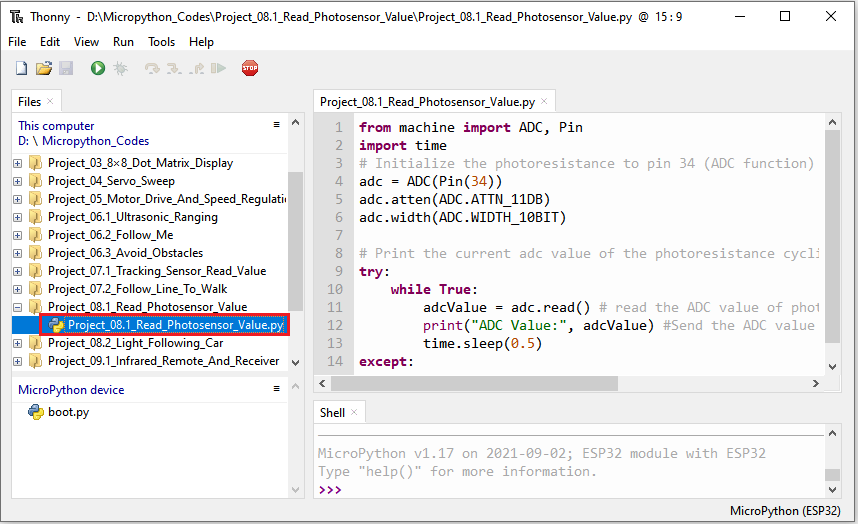 Thonny - D:\Micropython_Codes\Project_08.1_Read_Photosensor_Value\Project_08.1_Read_Photosensor_Value.py @ 15 : 9
File Edit View Run Tools Help
STOP
Files
This computer
D: \ Micropython_Codes
Project_03_8×8_Dot_Matrix_Display
Project_04_Servo_Sweep
Project_05_Motor_Drive_And_Speed_Regulatio
Project_06.1_Ultrasonic_Ranging
Project_06.2_Follow_Me
Project_06.3_Avoid_Obstacles
Project_07.1_Tracking_Sensor_Read_Value
Project_07.2_Follow_Line_To_Walk
Project_08.1_Read_Photosensor_Value
Project_08.1_Read_Photosensor_Value.py
Project_08.2_Light_Following_Car
Project_09.1_Infrared_Remote_And_Receiver
MicroPython device
boot.py
Project_08.1_Read_Photosensor_Value.py
1 from machine import ADC, Pin
2 import time
3 # Initialize the photoresistance to pin 34 (ADC function)
4 adc = ADC(Pin(34))
5 adc.atten(ADC.ATTN_11DB)
6 adc.width(ADC.WIDTH_10BIT)
7
8 # Print the current adc value of the photoresistance cycli
9 try:
10 while True:
11 adcValue = adc.read() # read the ADC value of phot
12 print("ADC Value:", adcValue) #Send the ADC value
13 time.sleep(0.5)
14 except:
Shell
MicroPython v1.17 on 2021-09-02; ESP32 module with ESP32
Type "help()" for more information.
>>>
MicroPython (ESP32)